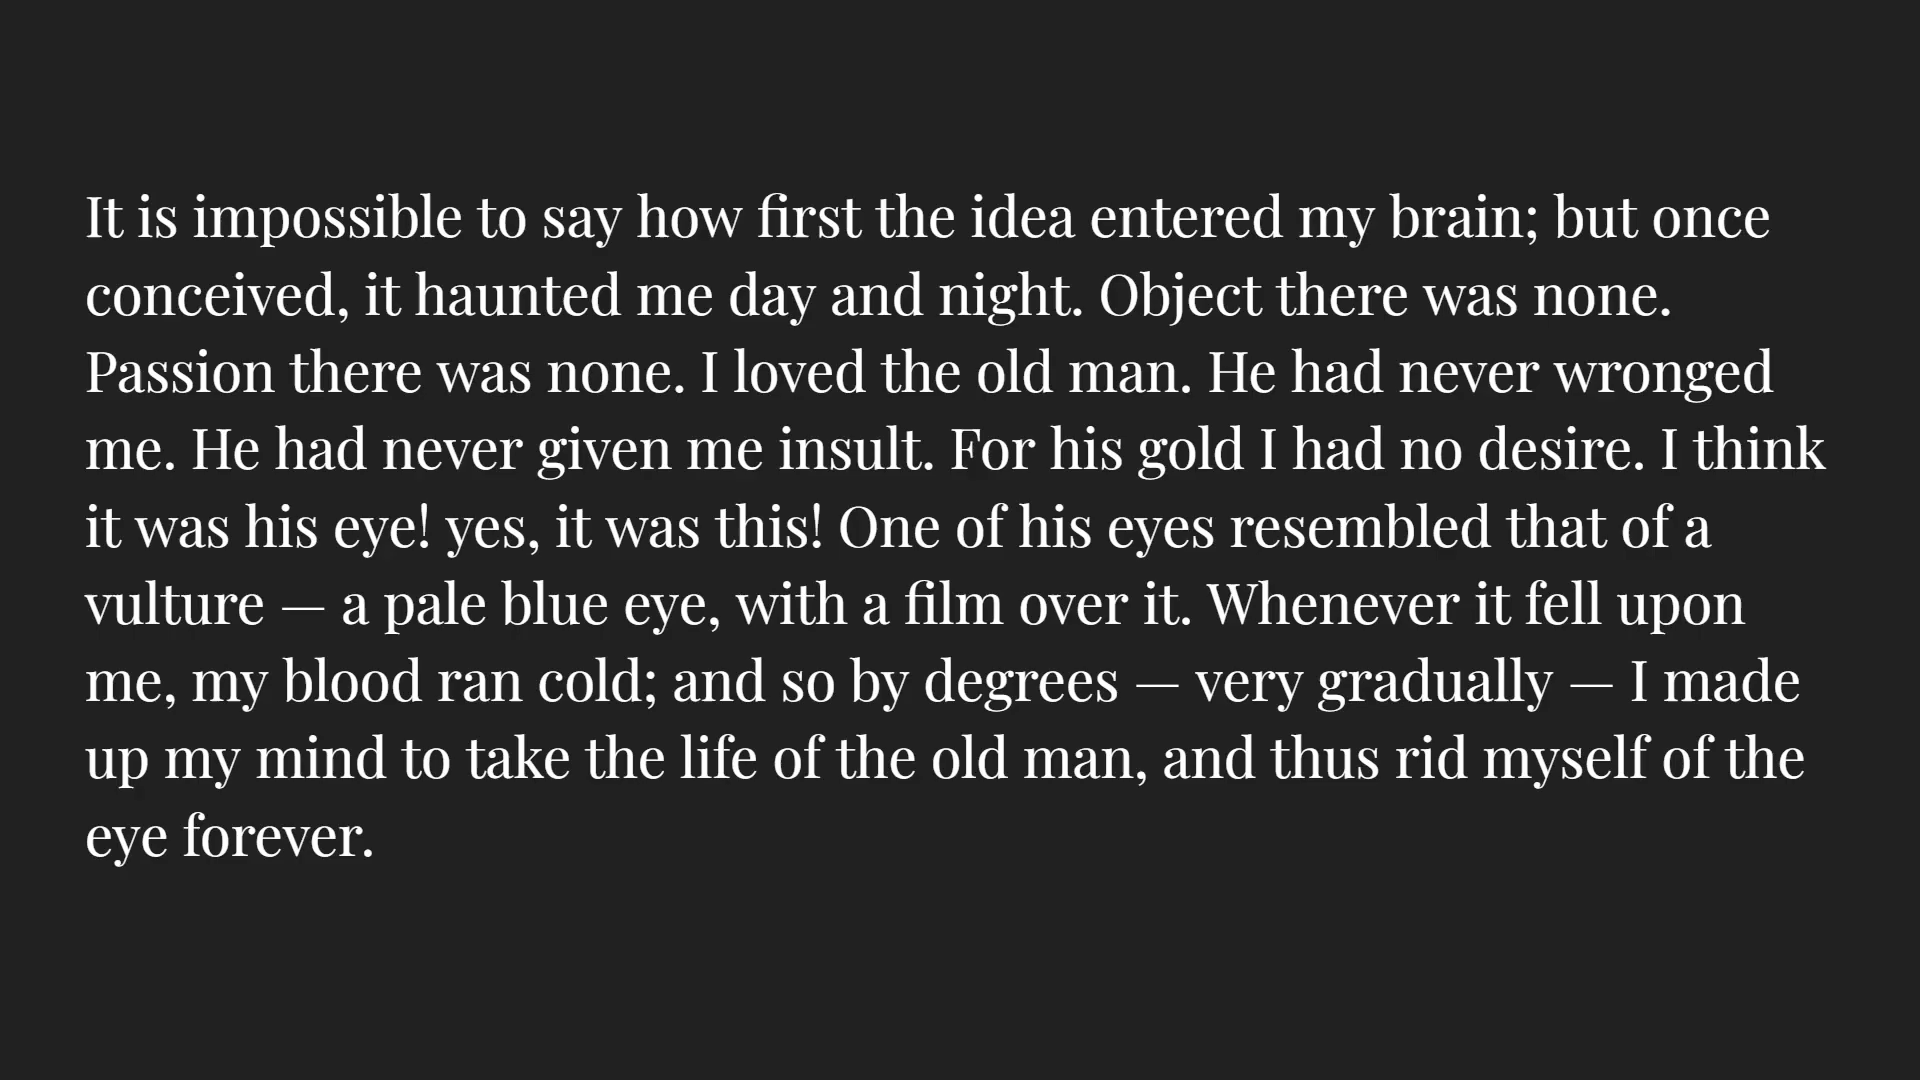 It is impossible to say how first the idea entered my brain; but once
conceived, it haunted me day and night. Object there was none.
Passion there was none. I loved the old man. He had never wronged
me. He had never given me insult. For his gold I had no desire. I think
it was his eye! yes, it was this! One of his eyes resembled that of a
vulture — a pale blue eye, with a film over it. Whenever it fell upon
me, my blood ran cold; and so by degrees — very gradually — I made
up my mind to take the life of the old man, and thus rid myself of the
eye forever.